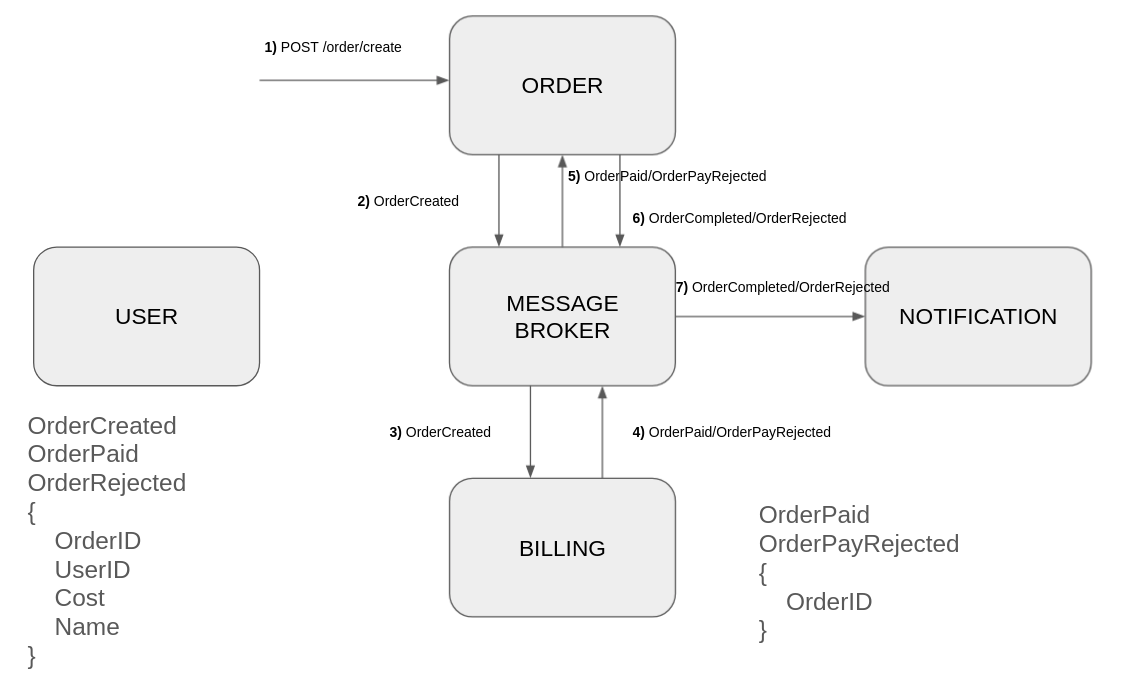 1) POST /order/create
ORDER
5) OrderPaid/OrderPayRejected
2) OrderCreated
6) OrderCompleted/OrderRejected
7) OrderCompleted/OrderRejected
USER
MESSAGE
BROKER
NOTIFICATION
3) OrderCreated
4) OrderPaid/OrderPayRejected
BILLING
OrderCreated
OrderPaid
OrderRejected
{
OrderID
UserID
Cost
Name
}
OrderPaid
OrderPayRejected
{
OrderID
}